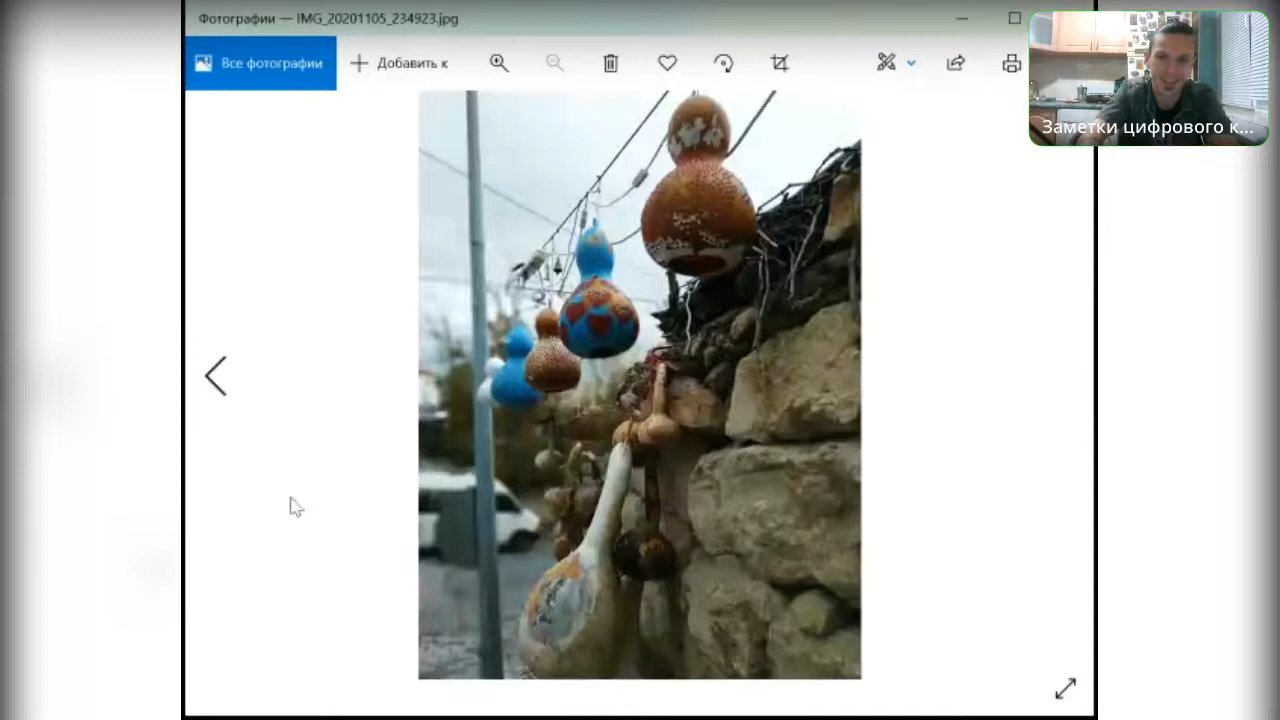 Фотографии — IMG_20201105_234923.jpg
Все фотографии
Добавить к
Заметки цифрового к...